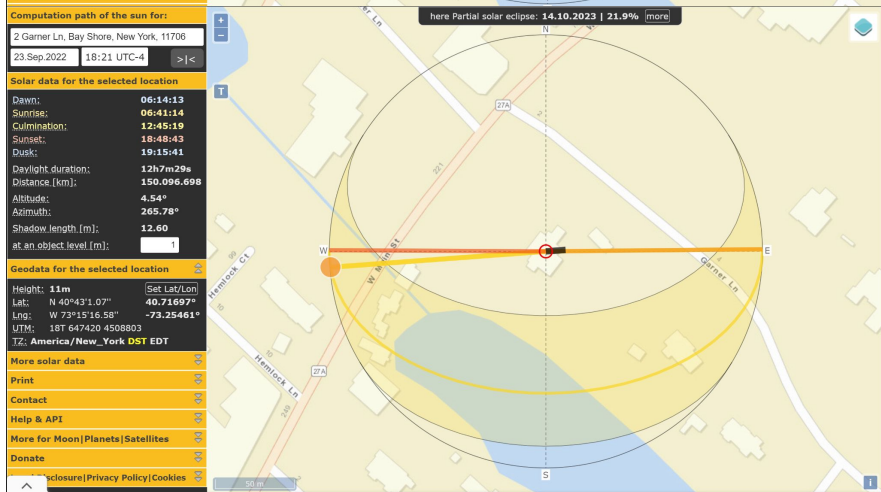 Computation path of the sun for:
2 Garner Ln, Bay Shore, New York, 11706
23.Sep.2022 18:21 UTC-4 >|<
Solar data for the selected location
Dawn: 06:14:13
Sunrise: 06:41:14
Culmination: 12:45:19
Sunset: 18:48:43
Dusk: 19:15:41
Daylight duration: 12h7m29s
Distance [km]: 150.096.698
Altitude: 4.54°
Azimuth: 265.78°
Shadow length [m]: 12.60
at an object level [m]: 1
Geodata for the selected location
Height: 11m Set Lat/Lon
Lat: N 40°43'1.07'' 40.71697°
Lng: W 73°15'16.58'' -73.25461°
UTM: 18T 647420 4508803
TZ: America/New_York DST EDT
More solar data
Print
Contact
Help & API
More for Moon|Planets|Satellites
Donate
disclosure|Privacy Policy|Cookies
+
−
T
here Partial solar eclipse: 14.10.2023 | 21.9% more
N
27A
221
W
E
W Main St
Garner Ln
Hemlock Ct
Hemlock Ln
27A
249
S
50 m
i